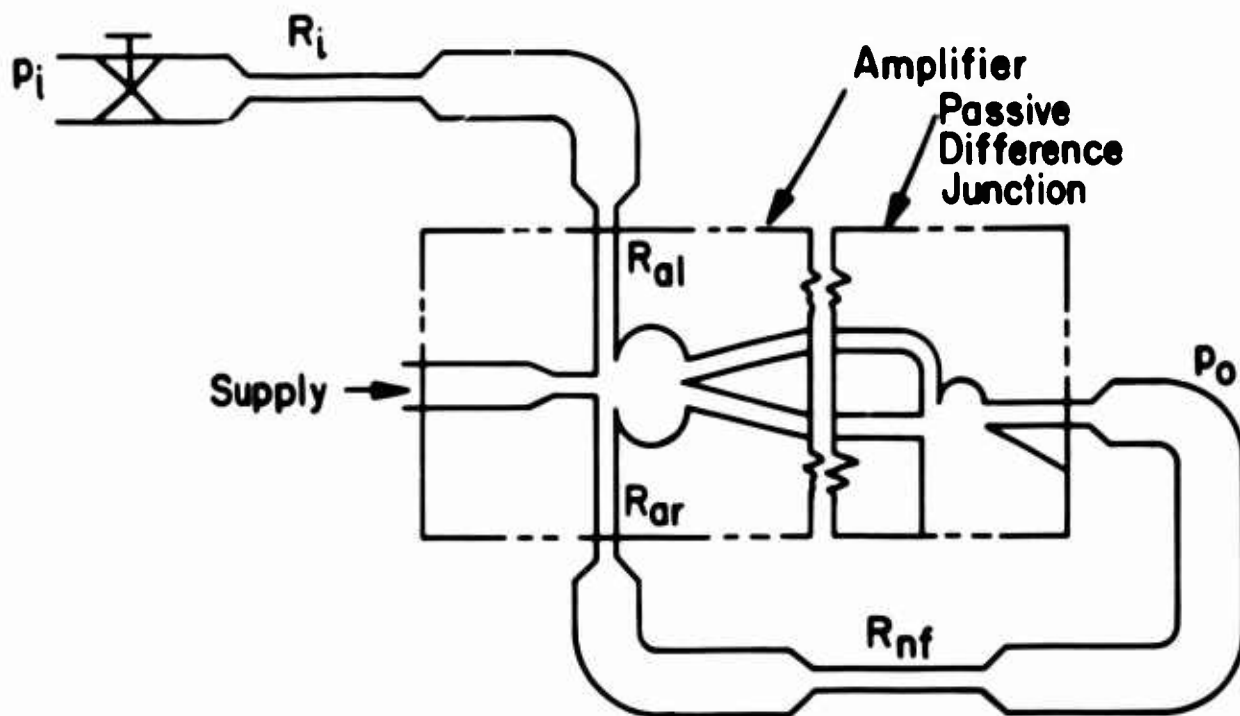 Ri
pi
Amplifier
Passive
Difference
Junction
Ral
Supply
po
Rar
Rnf